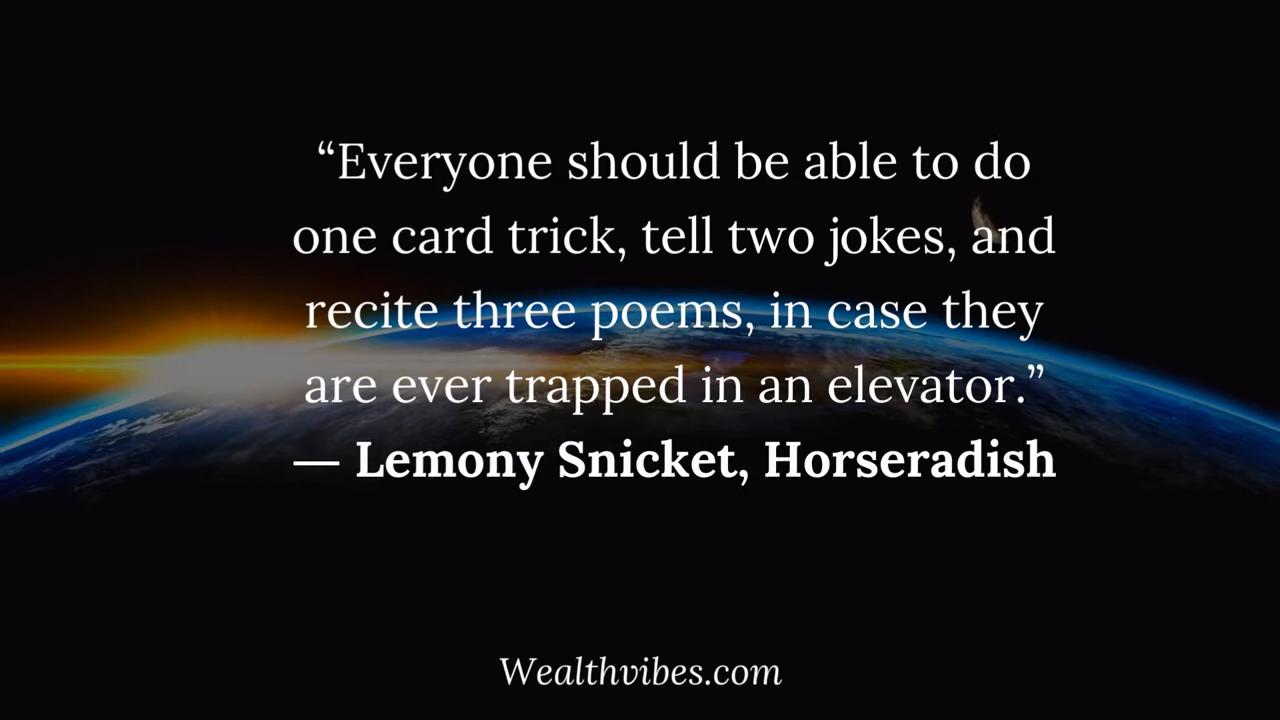 “Everyone should be able to do
one card trick, tell two jokes, and
recite three poems, in case they
are ever trapped in an elevator.”
— Lemony Snicket, Horseradish
Wealthvibes.com